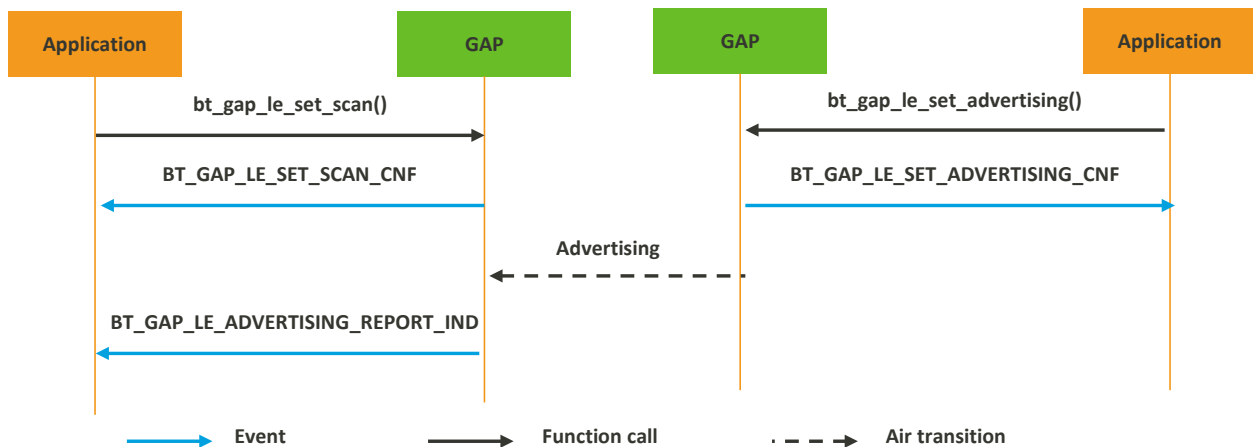 Application
GAP
GAP
Application
bt_gap_le_set_scan()
bt_gap_le_set_advertising()
BT_GAP_LE_SET_SCAN_CNF
BT_GAP_LE_SET_ADVERTISING_CNF
Advertising
BT_GAP_LE_ADVERTISING_REPORT_IND
Event
Function call
Air transition